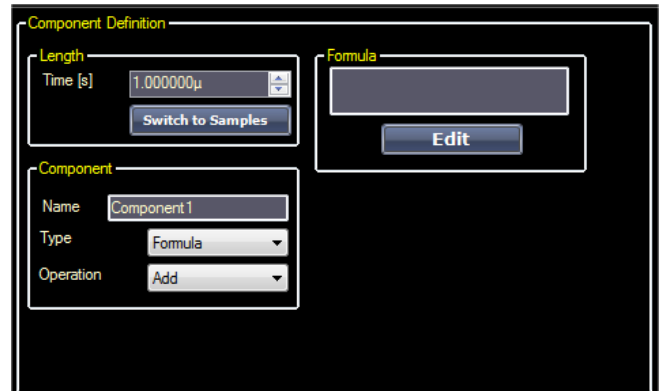 Component Definition
Length
Time [s] 1.000000µ
Switch to Samples
Formula
Edit
Component
Name Component1
Type Formula
Operation Add